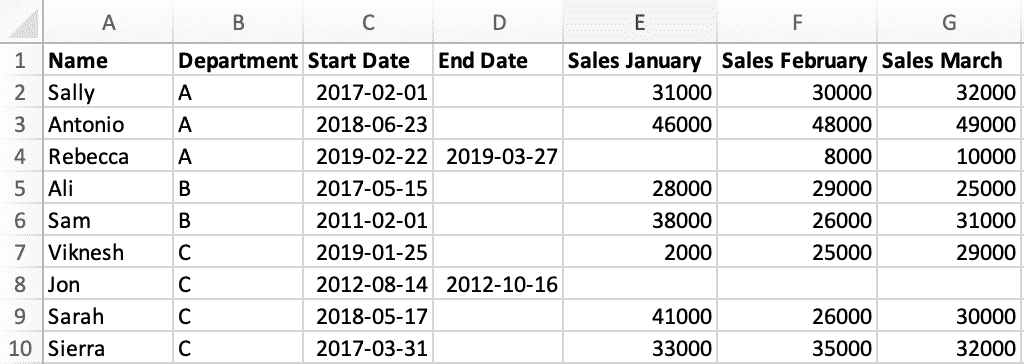 A B C D E F G
1 Name Department Start Date End Date Sales January Sales February Sales March
2 Sally A 2017-02-01 31000 30000 32000
3 Antonio A 2018-06-23 46000 48000 49000
4 Rebecca A 2019-02-22 2019-03-27 8000 10000
5 Ali B 2017-05-15 28000 29000 25000
6 Sam B 2011-02-01 38000 26000 31000
7 Viknesh C 2019-01-25 2000 25000 29000
8 Jon C 2012-08-14 2012-10-16
9 Sarah C 2018-05-17 41000 26000 30000
10 Sierra C 2017-03-31 33000 35000 32000